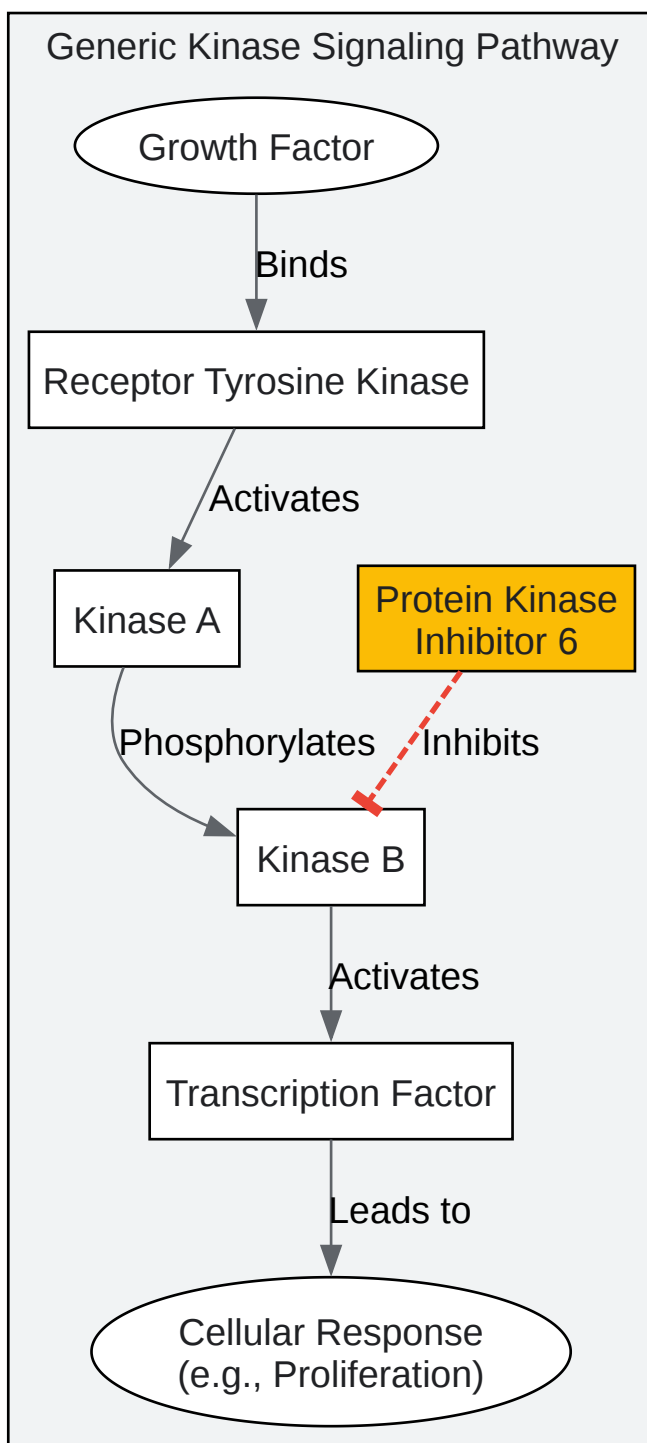 Generic Kinase Signaling Pathway
Growth Factor
Binds
Receptor Tyrosine Kinase
Activates
Kinase A
Protein Kinase
Inhibitor 6
Phosphorylates
Inhibits
Kinase B
Activates
Transcription Factor
Leads to
Cellular Response
(e.g., Proliferation)